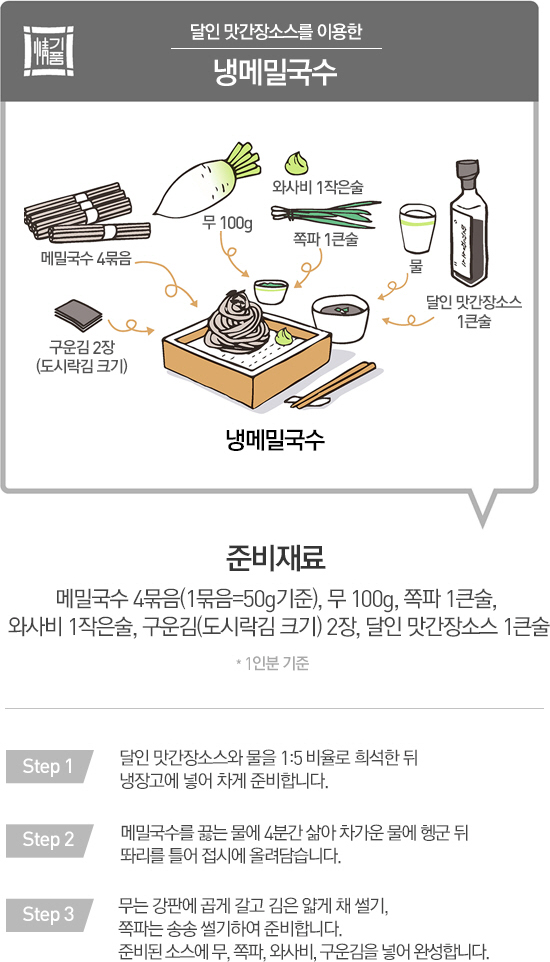 情기품
달인 맛간장소스를 이용한
냉메밀국수
와사비 1작은술
무 100g
쪽파 1큰술
메밀국수 4묶음
물
달인 맛간장소스
1큰술
구운김 2장
(도시락김 크기)
냉메밀국수
준비재료
메밀국수 4묶음(1묶음=50g기준), 무 100g, 쪽파 1큰술,
와사비 1작은술, 구운김(도시락김 크기) 2장, 달인 맛간장소스 1큰술
* 1인분 기준
Step 1
달인 맛간장소스와 물을 1:5 비율로 희석한 뒤
냉장고에 넣어 차게 준비합니다.
Step 2
메밀국수를 끓는 물에 4분간 삶아 차가운 물에 헹군 뒤
똬리를 틀어 접시에 올려담습니다.
Step 3
무는 강판에 곱게 갈고 김은 얇게 채 썰기,
쪽파는 송송 썰기하여 준비합니다.
준비된 소스에 무, 쪽파, 와사비, 구운김을 넣어 완성합니다.